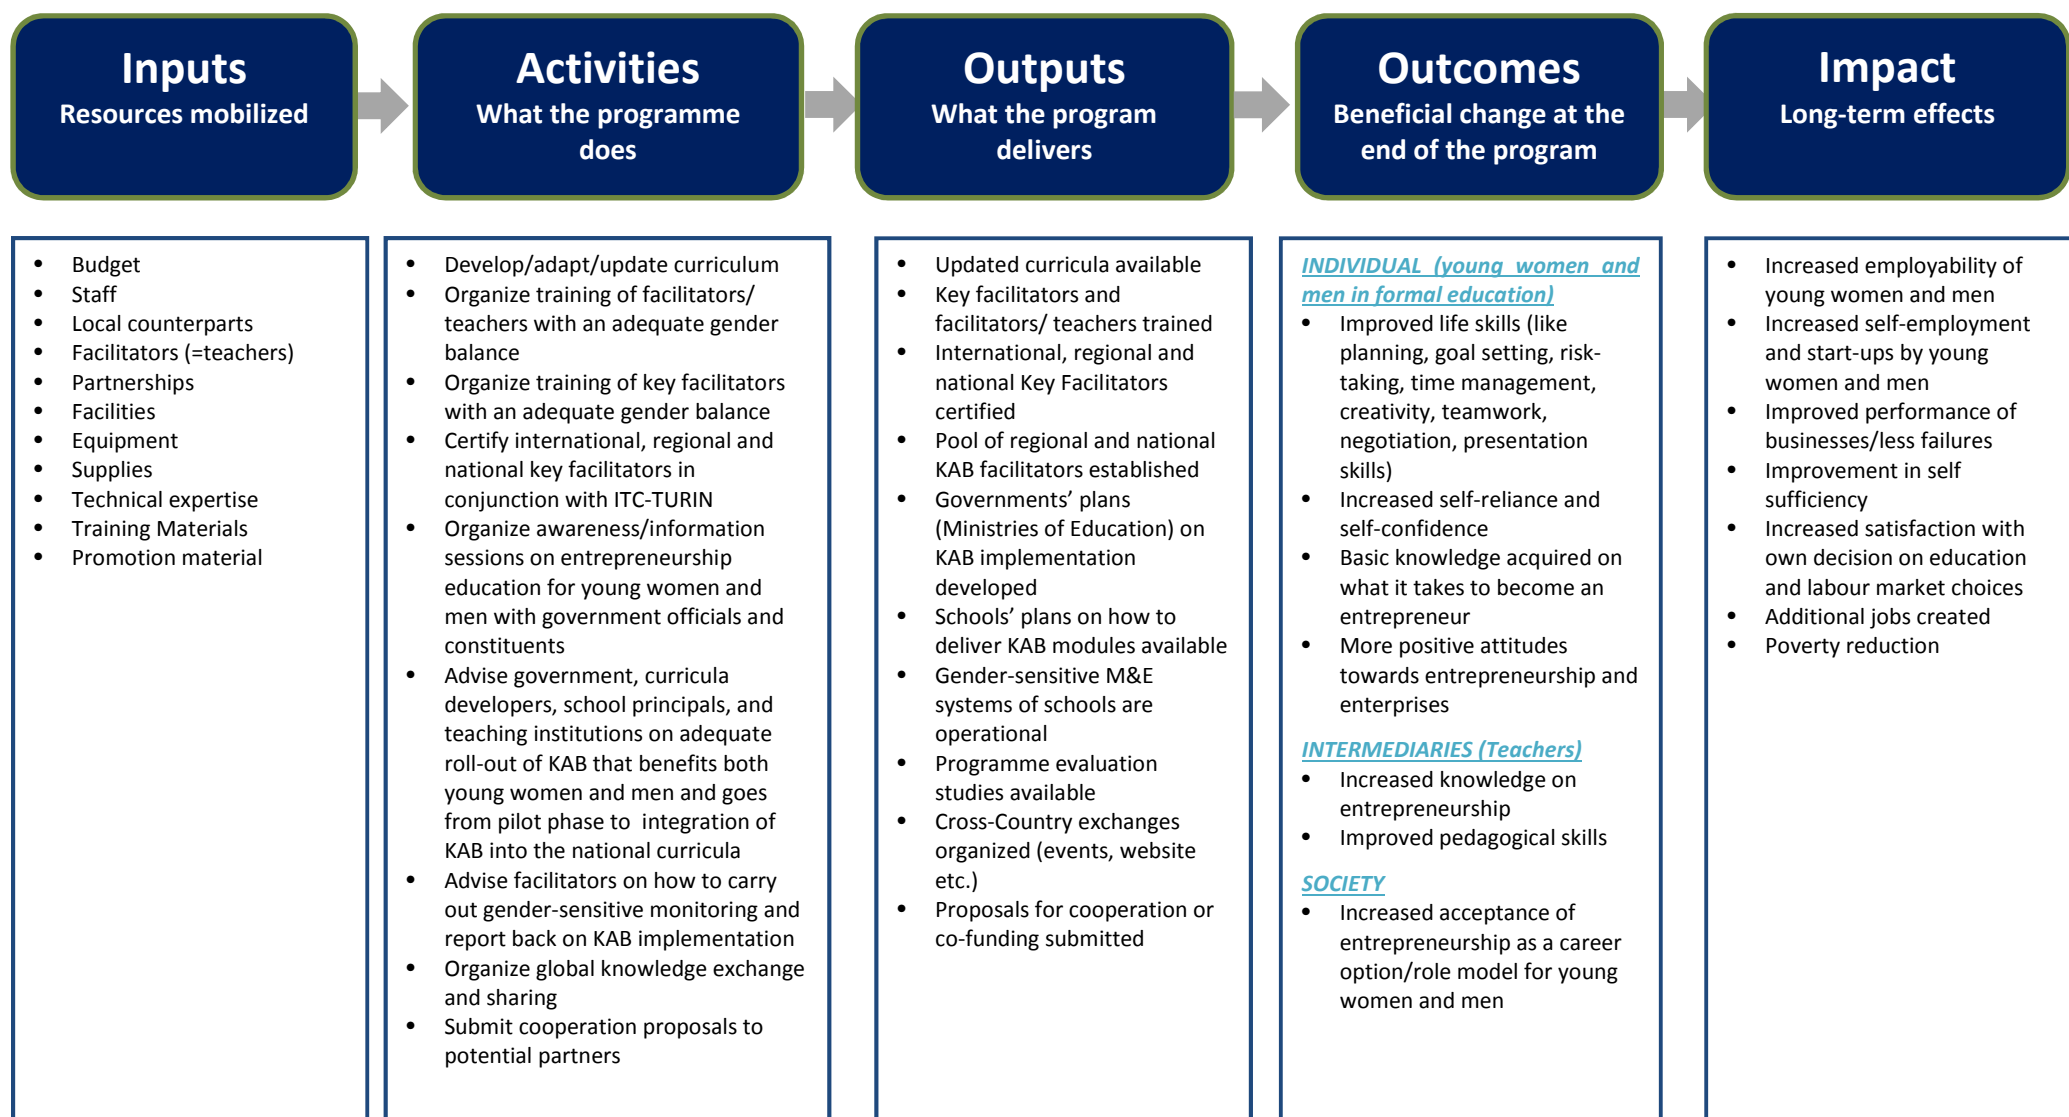 Inputs
Resources mobilized
Activities
What the programme
does
Outputs
What the program
delivers
Outcomes
Beneficial change at the
end of the program
Impact
Long-term effects
• Budget
• Staff
• Local counterparts
• Facilitators (=teachers)
• Partnerships
• Facilities
• Equipment
• Supplies
• Technical expertise
• Training Materials
• Promotion material
• Develop/adapt/update curriculum
• Organize training of facilitators/
teachers with an adequate gender
balance
• Organize training of key facilitators
with an adequate gender balance
• Certify international, regional and
national key facilitators in
conjunction with ITC-TURIN
• Organize awareness/information
sessions on entrepreneurship
education for young women and
men with government officials and
constituents
• Advise government, curricula
developers, school principals, and
teaching institutions on adequate
roll-out of KAB that benefits both
young women and men and goes
from pilot phase to integration of
KAB into the national curricula
• Advise facilitators on how to carry
out gender-sensitive monitoring and
report back on KAB implementation
• Organize global knowledge exchange
and sharing
• Submit cooperation proposals to
potential partners
• Updated curricula available
• Key facilitators and
facilitators/ teachers trained
• International, regional and
national Key Facilitators
certified
• Pool of regional and national
KAB facilitators established
• Governments’ plans
(Ministries of Education) on
KAB implementation
developed
• Schools’ plans on how to
deliver KAB modules available
• Gender-sensitive M&E
systems of schools are
operational
• Programme evaluation
studies available
• Cross-Country exchanges
organized (events, website
etc.)
• Proposals for cooperation or
co-funding submitted
INDIVIDUAL (young women and
men in formal education)
• Improved life skills (like
planning, goal setting, risk-
taking, time management,
creativity, teamwork,
negotiation, presentation
skills)
• Increased self-reliance and
self-confidence
• Basic knowledge acquired on
what it takes to become an
entrepreneur
• More positive attitudes
towards entrepreneurship and
enterprises
INTERMEDIARIES (Teachers)
• Increased knowledge on
entrepreneurship
• Improved pedagogical skills
SOCIETY
• Increased acceptance of
entrepreneurship as a career
option/role model for young
women and men
• Increased employability of
young women and men
• Increased self-employment
and start-ups by young
women and men
• Improved performance of
businesses/less failures
• Improvement in self
sufficiency
• Increased satisfaction with
own decision on education
and labour market choices
• Additional jobs created
• Poverty reduction